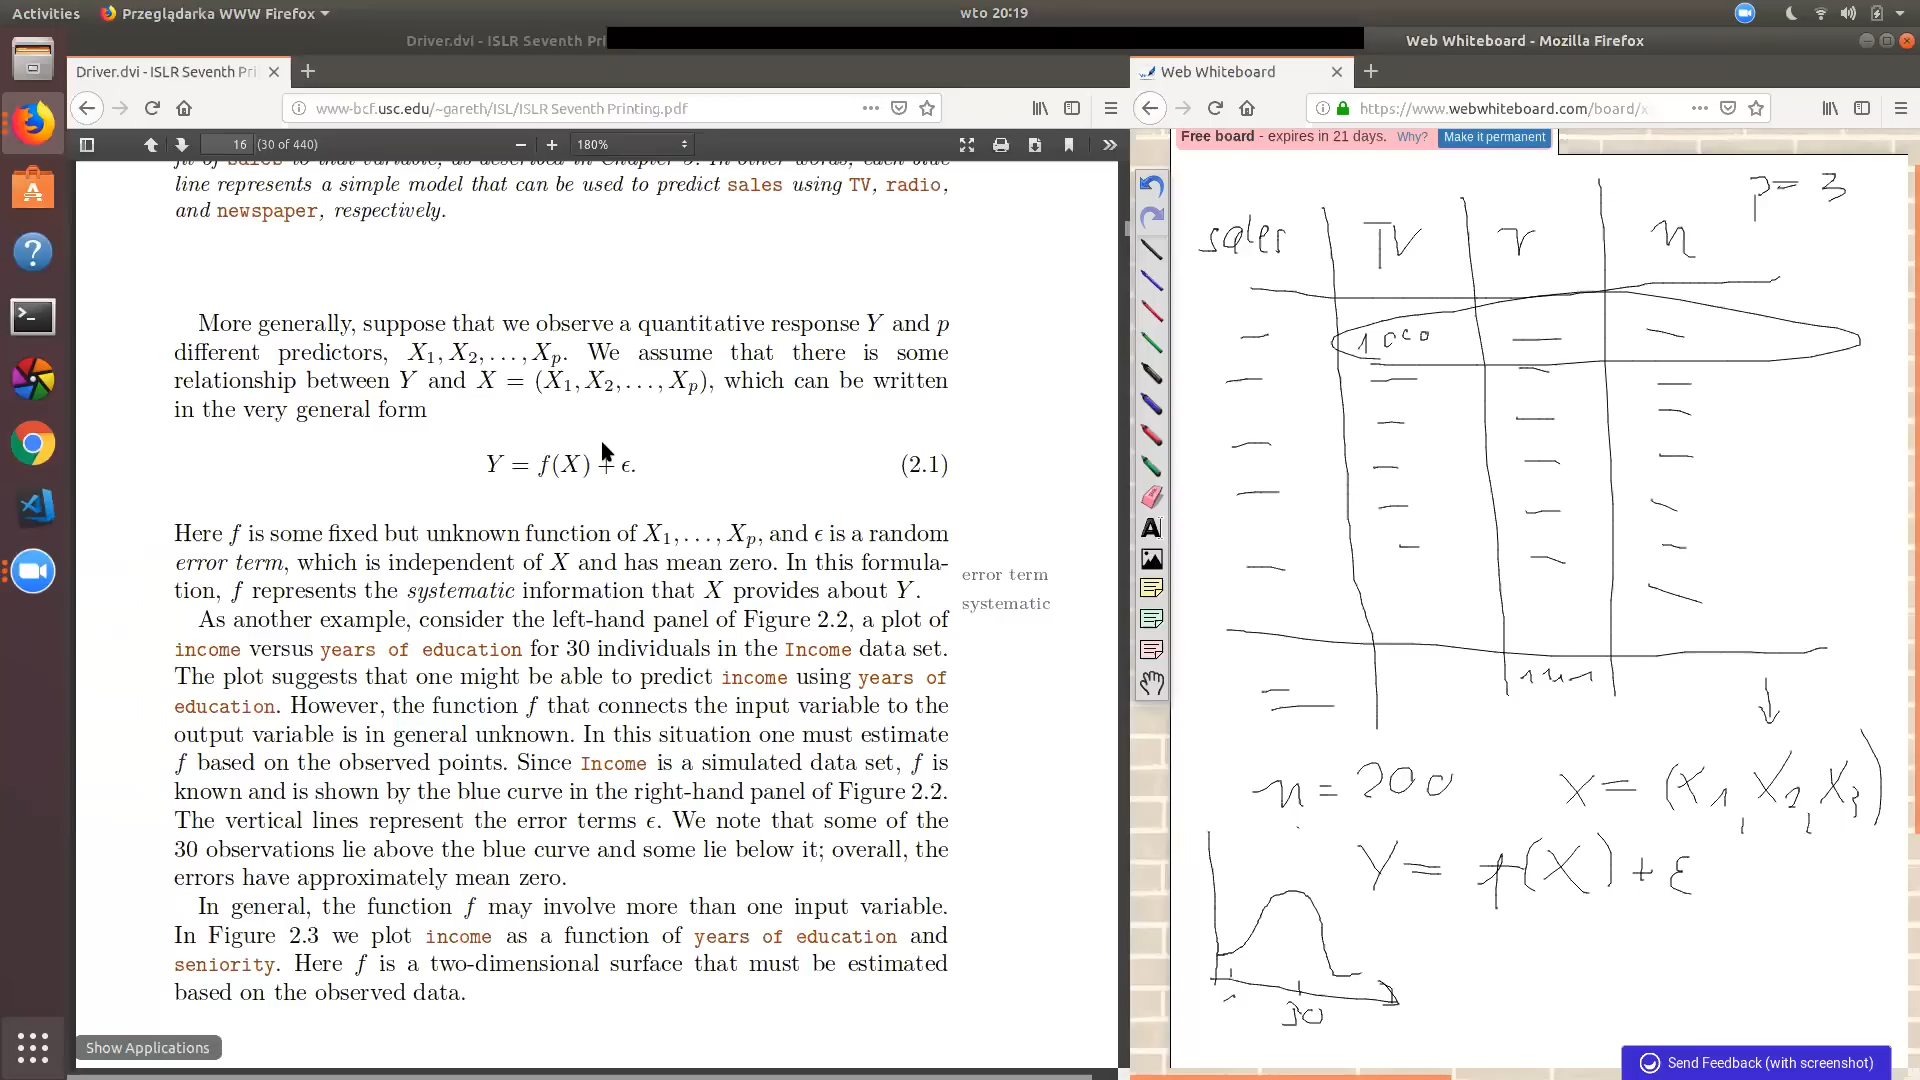 Activities Przeglądarka WWW Firefox wto 20:19
Driver.dvi - ISLR Seventh Pri
Web Whiteboard - Mozilla Firefox
Driver.dvi - ISLR Seventh Pri
Web Whiteboard
www-bcf.usc.edu/~gareth/ISL/ISLR Seventh Printing.pdf
https://www.webwhiteboard.com/board/x
16 (30 of 440) 180%
Free board - expires in 21 days. Why? Make it permanent
fit of sales to that variable, as described in Chapter 3. In other words, each blue
line represents a simple model that can be used to predict sales using TV, radio,
and newspaper, respectively.
More generally, suppose that we observe a quantitative response Y and p
different predictors, X₁, X₂, . . . , Xₚ. We assume that there is some
relationship between Y and X = (X₁, X₂, . . . , Xₚ), which can be written
in the very general form
Y = f(X) + ϵ. (2.1)
Here f is some fixed but unknown function of X₁, . . . , Xₚ, and ϵ is a random
error term, which is independent of X and has mean zero. In this formula-
tion, f represents the systematic information that X provides about Y.
error term
systematic
As another example, consider the left-hand panel of Figure 2.2, a plot of
income versus years of education for 30 individuals in the Income data set.
The plot suggests that one might be able to predict income using years of
education. However, the function f that connects the input variable to the
output variable is in general unknown. In this situation one must estimate
f based on the observed points. Since Income is a simulated data set, f is
known and is shown by the blue curve in the right-hand panel of Figure 2.2.
The vertical lines represent the error terms ϵ. We note that some of the
30 observations lie above the blue curve and some lie below it; overall, the
errors have approximately mean zero.
In general, the function f may involve more than one input variable.
In Figure 2.3 we plot income as a function of years of education and
seniority. Here f is a two-dimensional surface that must be estimated
based on the observed data.
Show Applications
p = 3
sales TV r n
1000
n = 200 X = (X₁, X₂, X₃)
Y = f(X) + ε
30
A
Send Feedback (with screenshot)